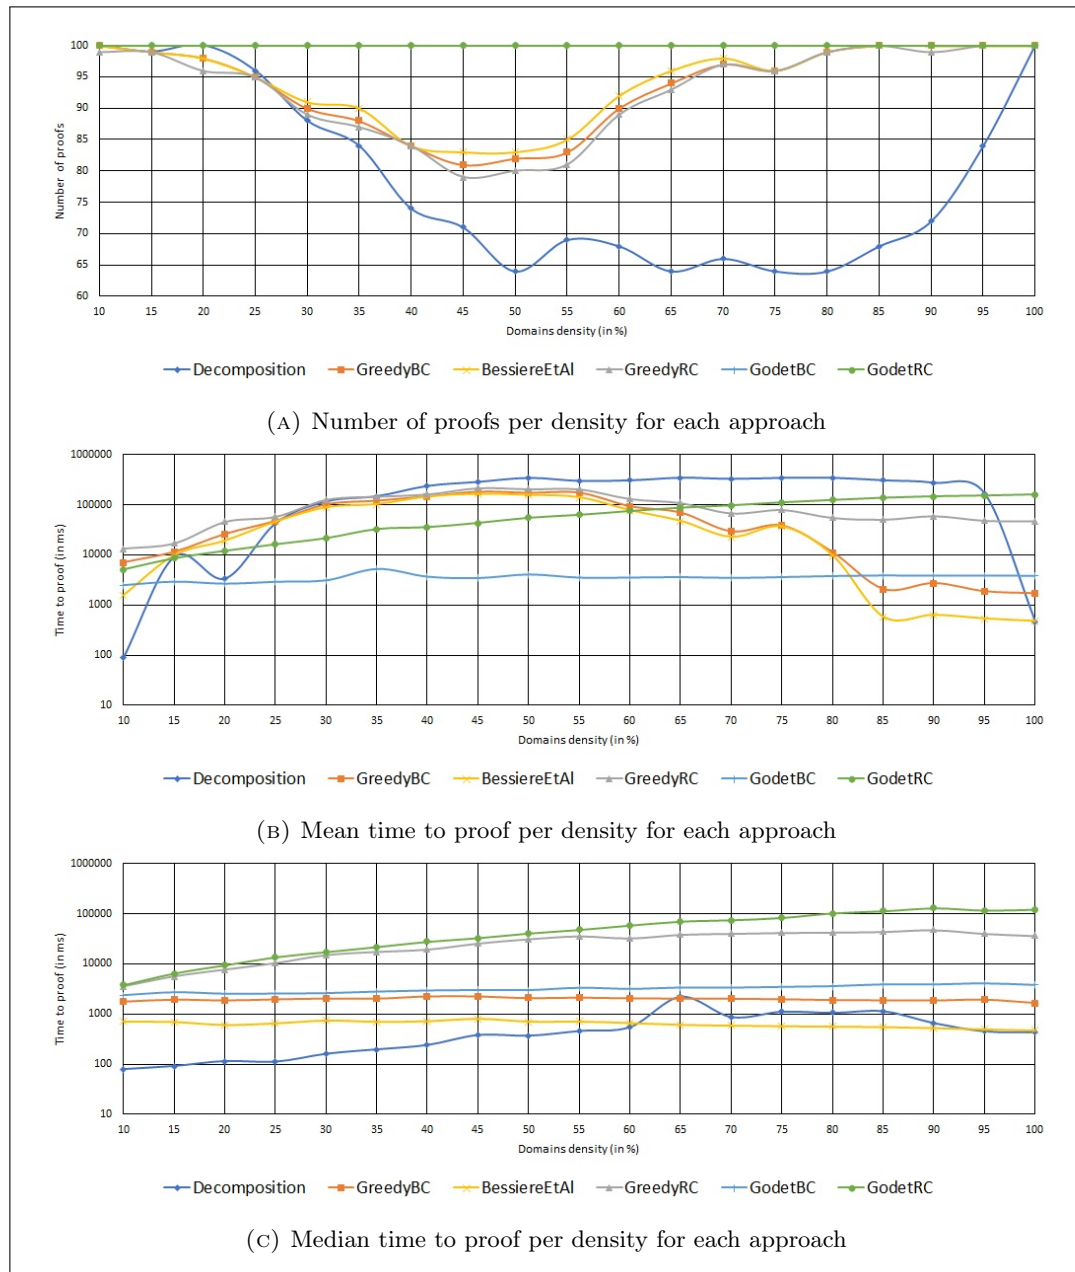 Number of proofs
100
95
90
85
80
75
70
65
60
10 15 20 25 30 35 40 45 50 55 60 65 70 75 80 85 90 95 100
Domains density (in %)
Decomposition GreedyBC BessiereEtAl GreedyRC GodetBC GodetRC
(A) Number of proofs per density for each approach
Time to proof (in ms)
1000000
100000
10000
1000
100
10
10 15 20 25 30 35 40 45 50 55 60 65 70 75 80 85 90 95 100
Domains density (in %)
Decomposition GreedyBC BessiereEtAl GreedyRC GodetBC GodetRC
(B) Mean time to proof per density for each approach
Time to proof (in ms)
1000000
100000
10000
1000
100
10
10 15 20 25 30 35 40 45 50 55 60 65 70 75 80 85 90 95 100
Domains density (in %)
Decomposition GreedyBC BessiereEtAl GreedyRC GodetBC GodetRC
(C) Median time to proof per density for each approach